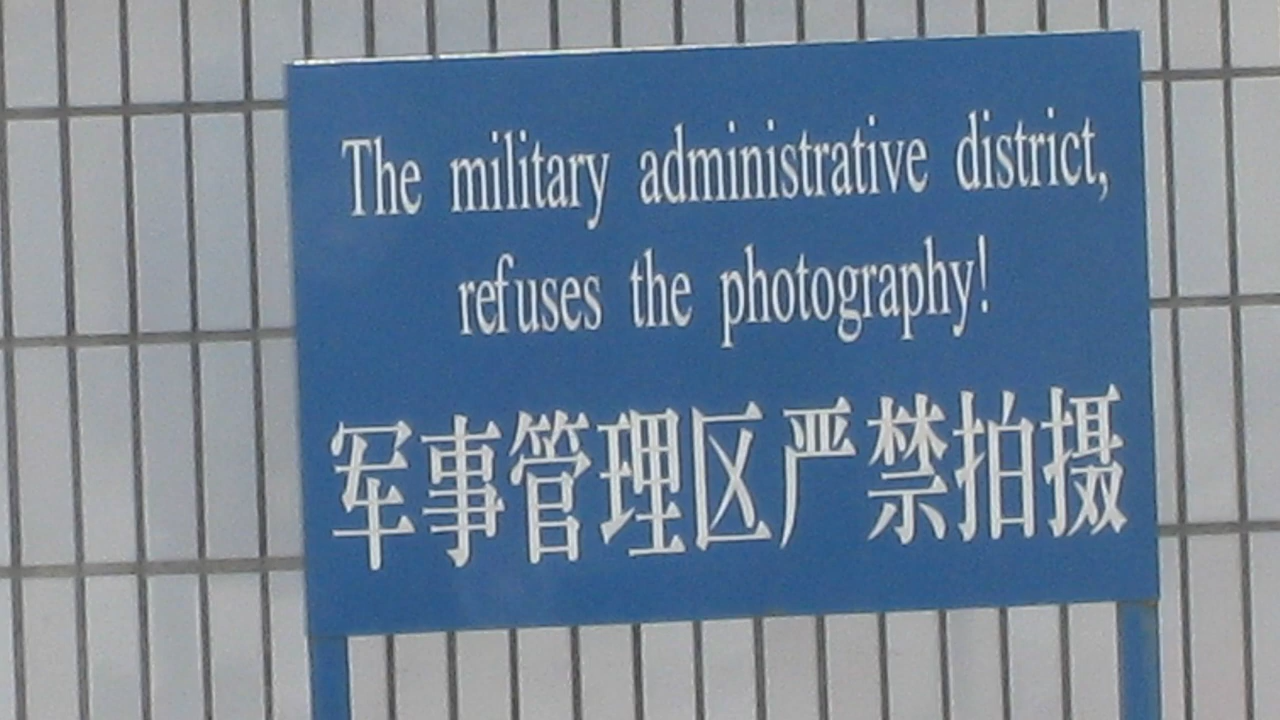 The military administrative district,
refuses the photography!
军事管理区严禁拍摄